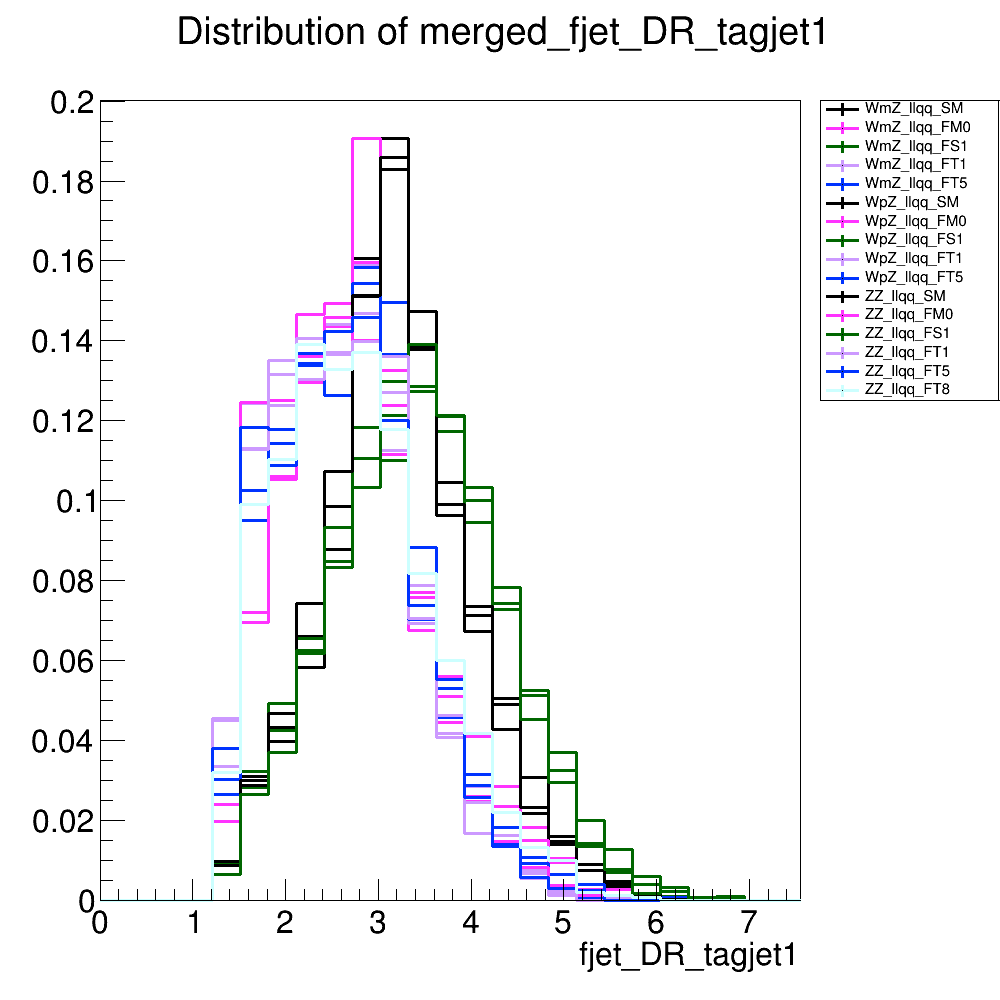 Distribution of merged_fjet_DR_tagjet1
0.2
0.18
0.16
0.14
0.12
0.1
0.08
0.06
0.04
0.02
0
0 1 2 3 4 5 6 7
fjet_DR_tagjet1
WmZ_llqq_SM
WmZ_llqq_FM0
WmZ_llqq_FS1
WmZ_llqq_FT1
WmZ_llqq_FT5
WpZ_llqq_SM
WpZ_llqq_FM0
WpZ_llqq_FS1
WpZ_llqq_FT1
WpZ_llqq_FT5
ZZ_llqq_SM
ZZ_llqq_FM0
ZZ_llqq_FS1
ZZ_llqq_FT1
ZZ_llqq_FT5
ZZ_llqq_FT8